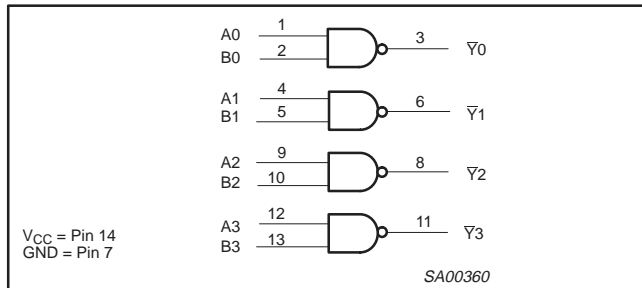 A0 1
B0 2
3 Y̅0
A1 4
B1 5
6 Y̅1
A2 9
B2 10
8 Y̅2
A3 12
B3 13
11 Y̅3
VCC = Pin 14
GND = Pin 7
SA00360